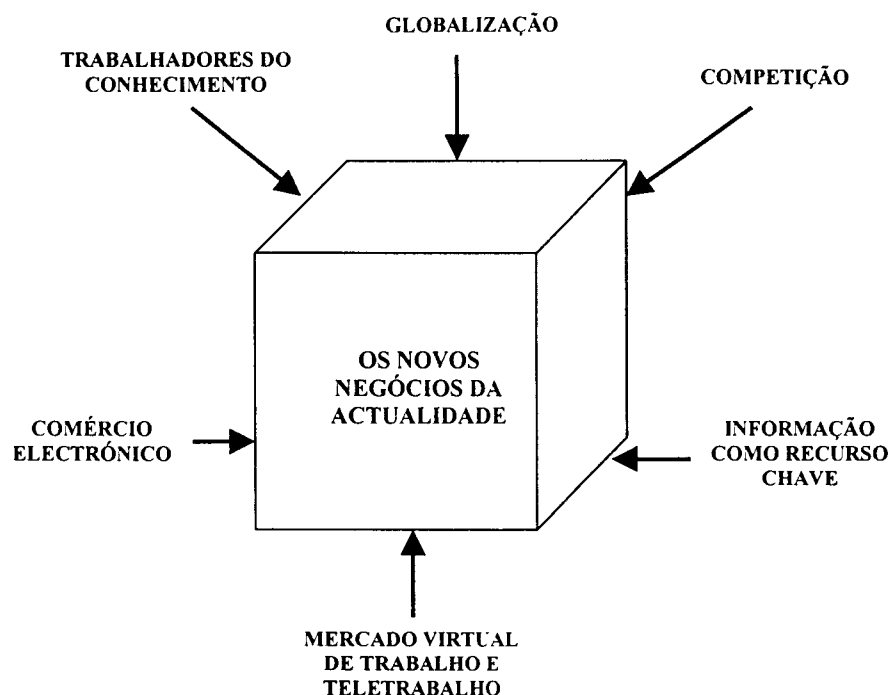 GLOBALIZAÇÃO
TRABALHADORES DO
CONHECIMENTO
COMPETIÇÃO
OS NOVOS
NEGÓCIOS DA
ACTUALIDADE
COMÉRCIO
ELECTRÓNICO
INFORMAÇÃO
COMO RECURSO
CHAVE
MERCADO VIRTUAL
DE TRABALHO E
TELETRABALHO